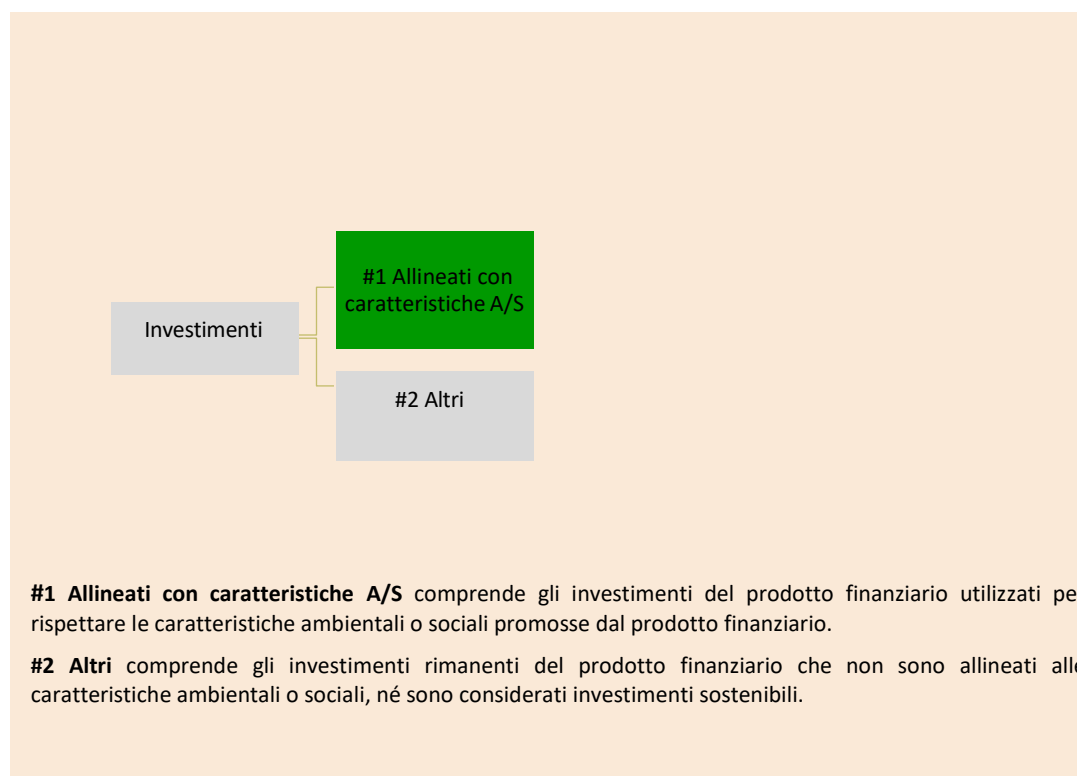 #1 Allineati con
caratteristiche A/S
Investimenti
#2 Altri
#1 Allineati con caratteristiche A/S comprende gli investimenti del prodotto finanziario utilizzati pe
rispettare le caratteristiche ambientali o sociali promosse dal prodotto finanziario.
#2 Altri comprende gli investimenti rimanenti del prodotto finanziario che non sono allineati alle
caratteristiche ambientali o sociali, né sono considerati investimenti sostenibili.